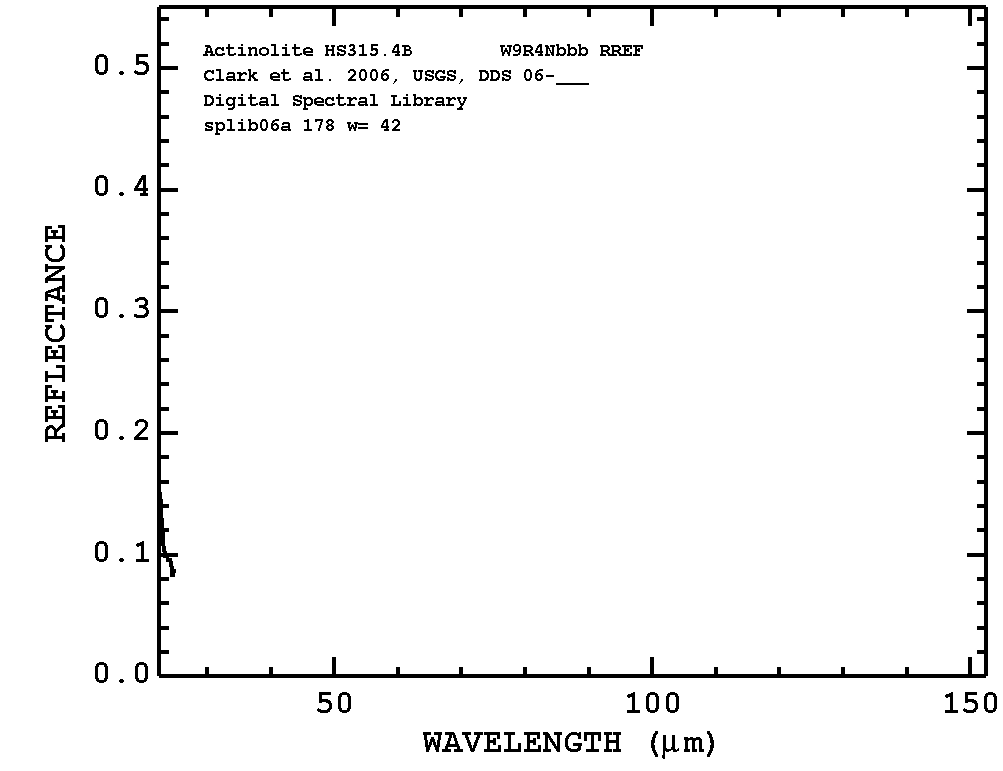 Actinolite HS315.4B W9R4Nbbb RREF
Clark et al. 2006, USGS, DDS 06-___
Digital Spectral Library
splib06a 178 w= 42
0.5
0.4
0.3
0.2
0.1
0.0
REFLECTANCE
50 100 150
WAVELENGTH (μm)